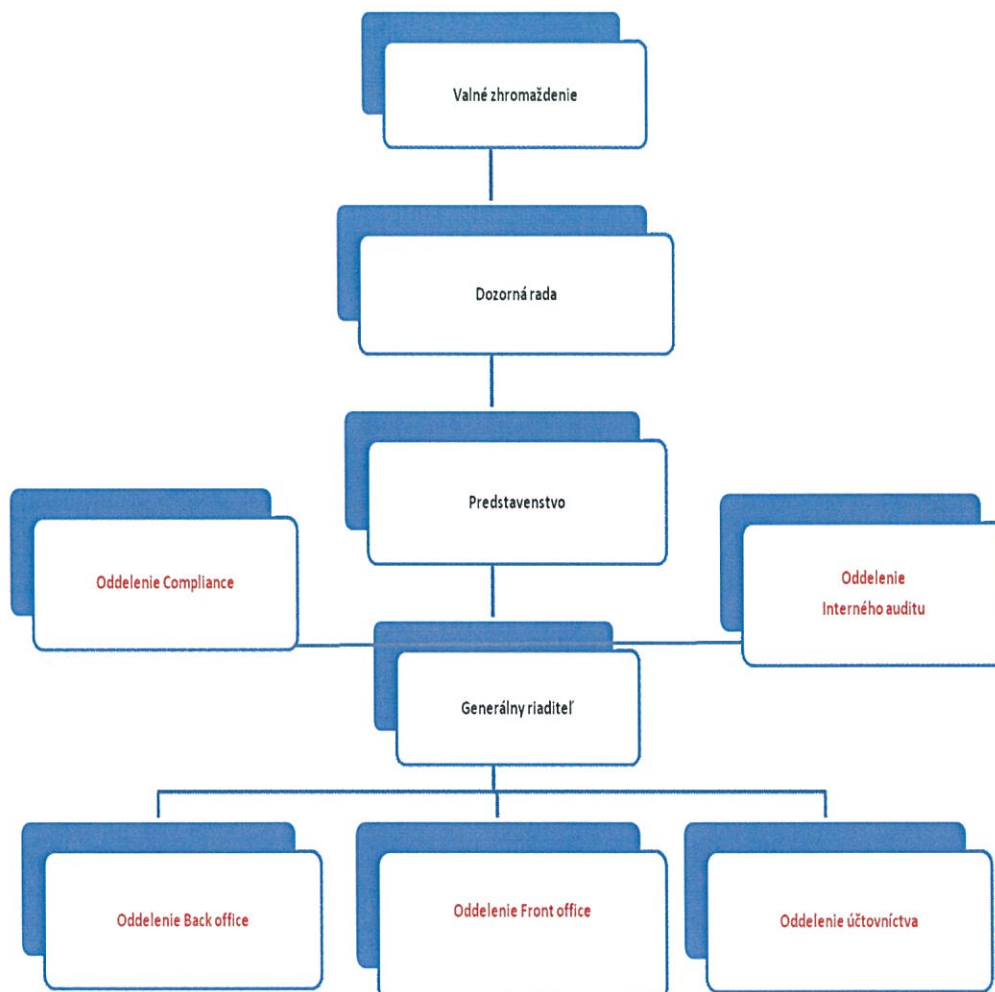 Valné zhromaždenie
Dozorná rada
Predstavenstvo
Oddelenie Compliance
Oddelenie
Interného auditu
Generálny riaditeľ
Oddelenie Back office
Oddelenie Front office
Oddelenie účtovníctva